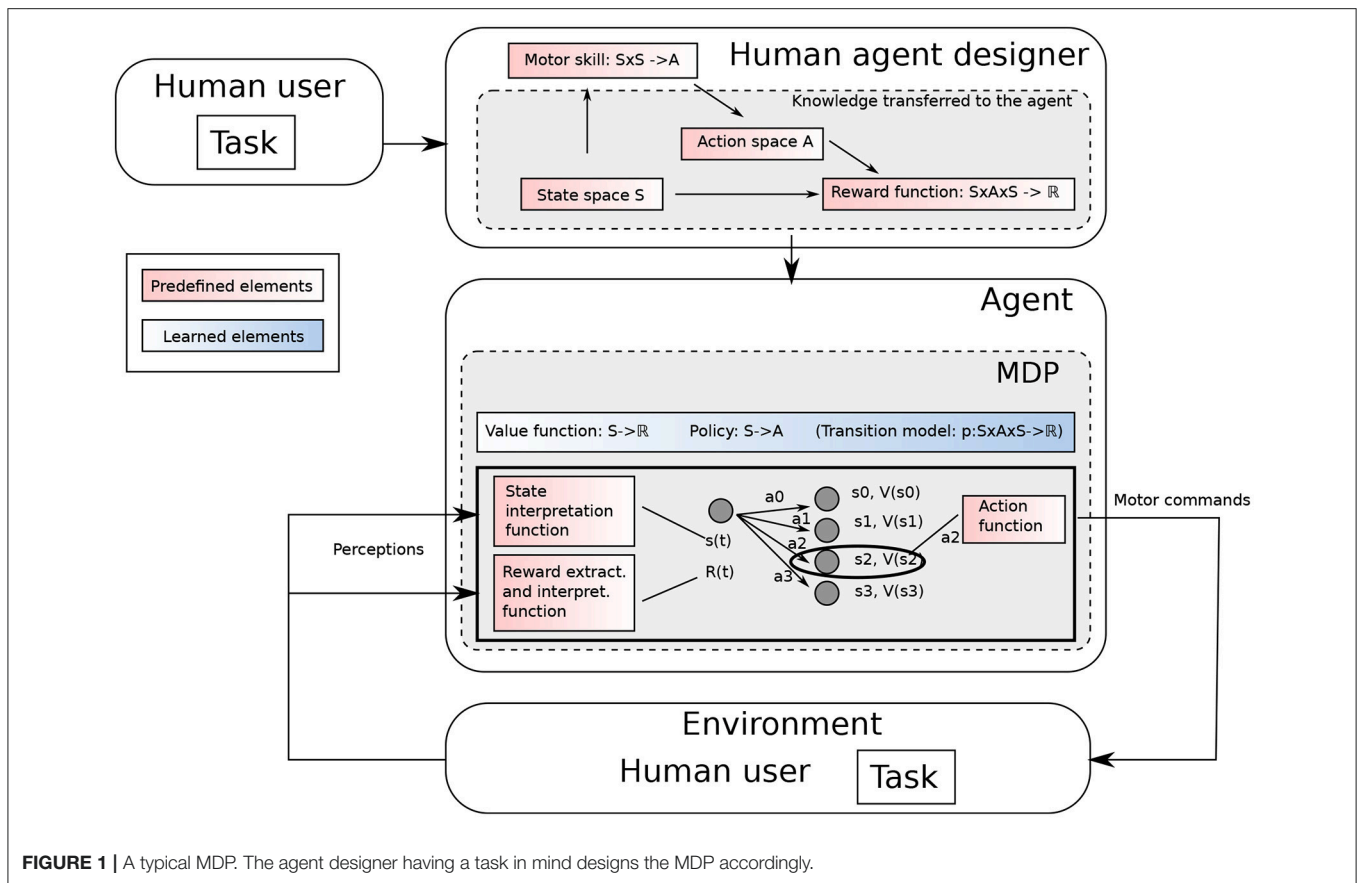 Human user
Task
Human agent designer
Motor skill: SxS ->A
Knowledge transferred to the agent
Action space A
State space S
Reward function: SxAxS -> ℝ
Predefined elements
Learned elements
Agent
MDP
Value function: S->ℝ Policy: S->A (Transition model: p:SxAxS->ℝ)
State
interpretation
function
Reward extract.
and interpret.
function
s(t)
R(t)
a0
a1
a2
a3
s0, V(s0)
s1, V(s1)
s2, V(s2)
s3, V(s3)
a2
Action
function
Motor commands
Perceptions
Environment
Human user
Task
FIGURE 1 | A typical MDP. The agent designer having a task in mind designs the MDP accordingly.